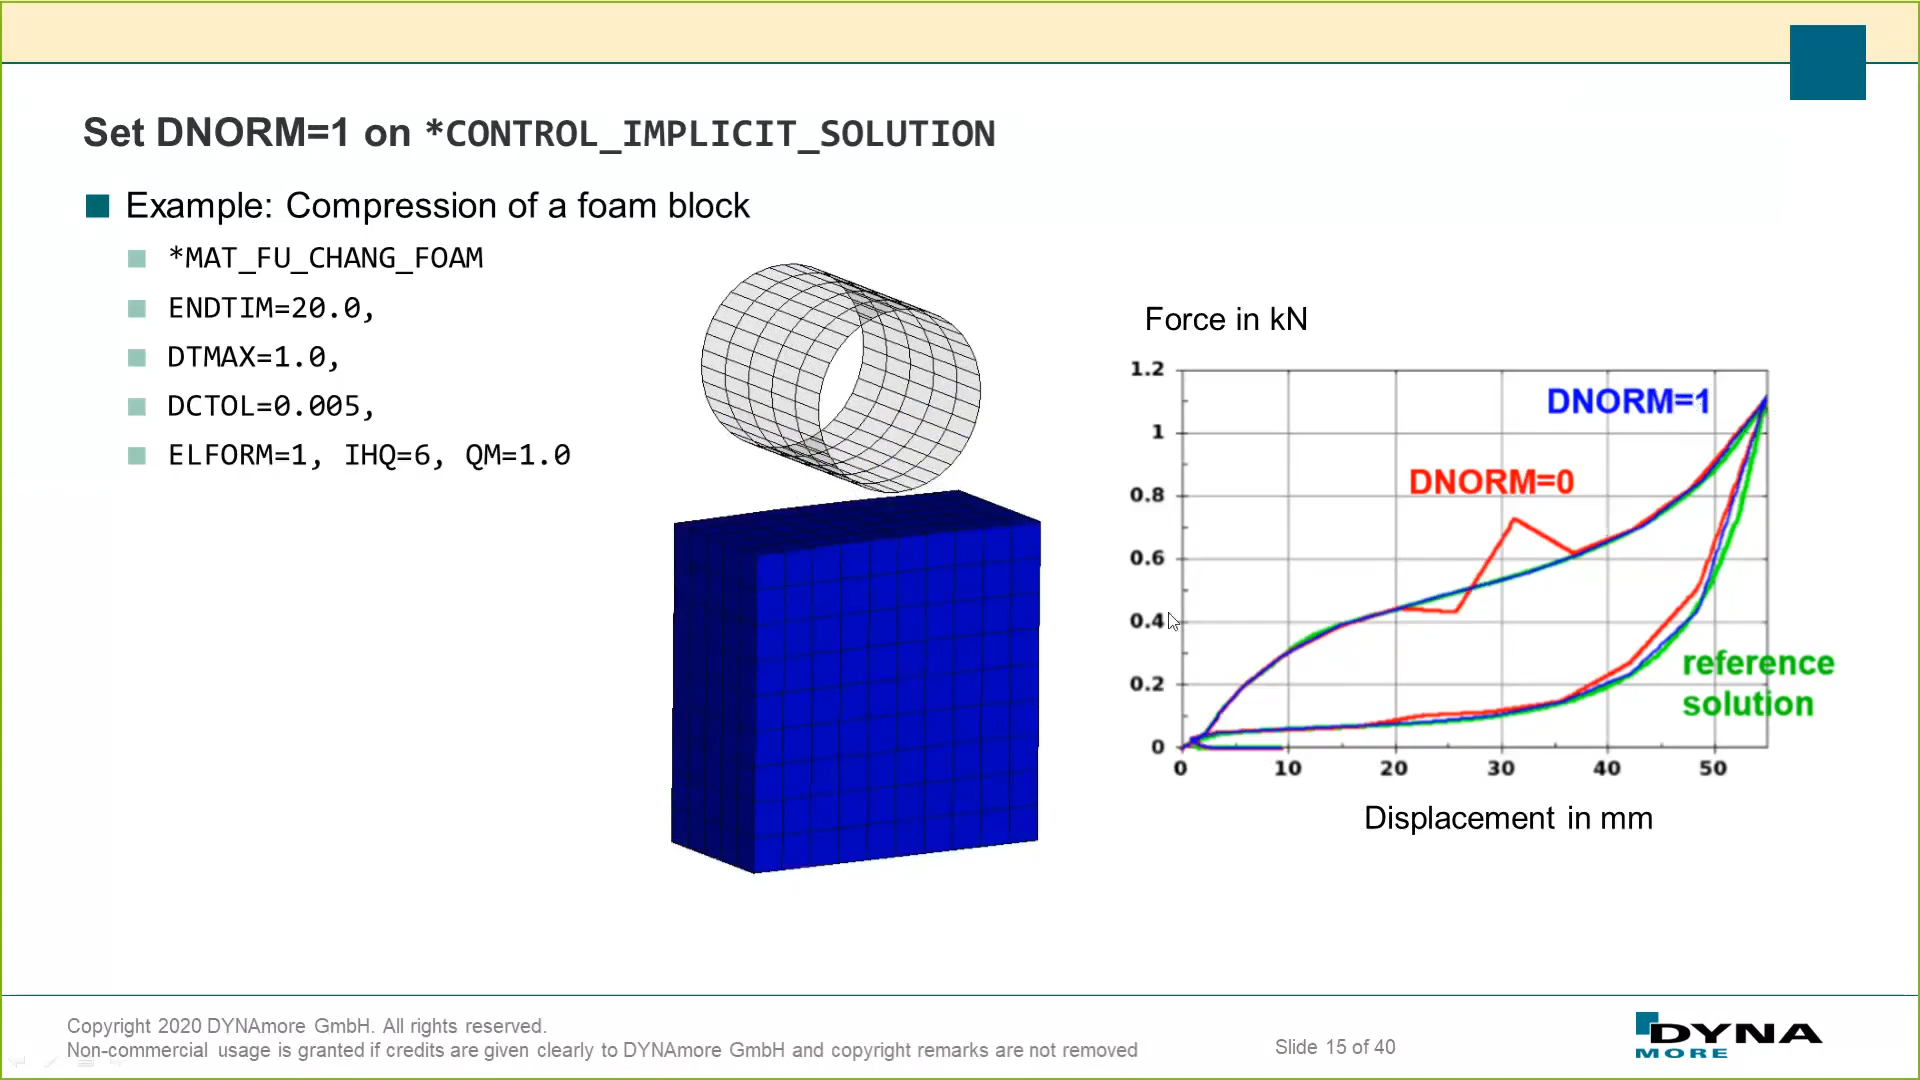 Set DNORM=1 on *CONTROL_IMPLICIT_SOLUTION
Example: Compression of a foam block
*MAT_FU_CHANG_FOAM
ENDTIM=20.0,
DTMAX=1.0,
DCTOL=0.005,
ELFORM=1, IHQ=6, QM=1.0
Force in kN
1.2
1
0.8
0.6
0.4
0.2
0
DNORM=1
DNORM=0
reference
solution
0 10 20 30 40 50
Displacement in mm
Copyright 2020 DYNAmore GmbH. All rights reserved.
Non-commercial usage is granted if credits are given clearly to DYNAmore GmbH and copyright remarks are not removed
Slide 15 of 40
DYNA
MORE